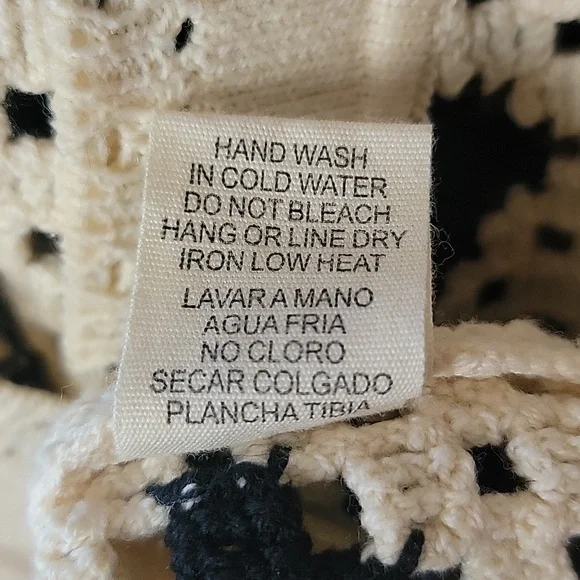 HAND WASH
IN COLD WATER
DO NOT BLEACH
HANG OR LINE DRY
IRON LOW HEAT
LAVAR A MANO
AGUA FRIA
NO CLORO
SECAR COLGADO
PLANCHA TIBIA